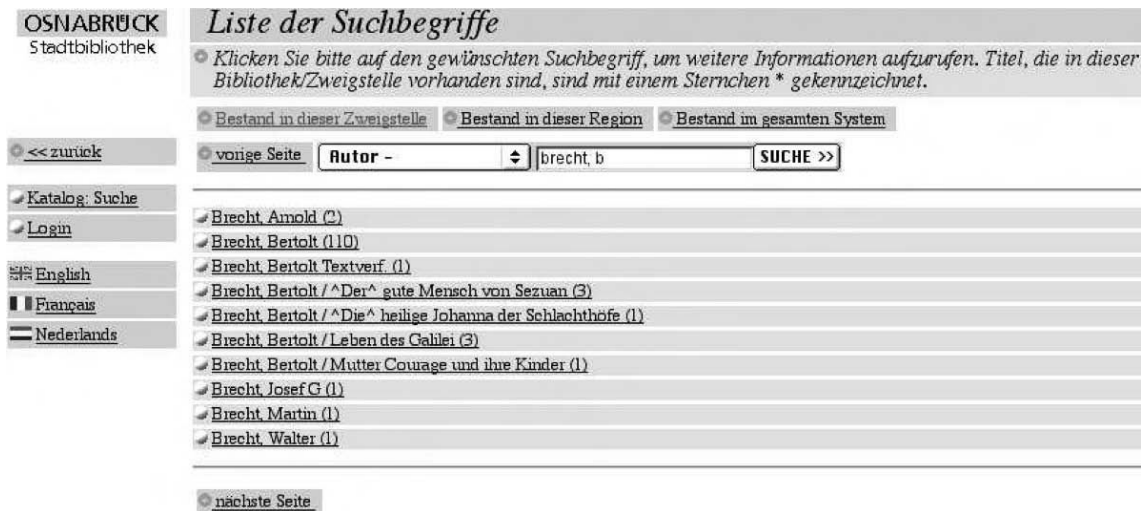 OSNABRÜCK
Stadtbibliothek
Liste der Suchbegriffe
Klicken Sie bitte auf den gewünschten Suchbegriff, um weitere Informationen aufzurufen. Titel, die in dieser
Bibliothek/Zweigstelle vorhanden sind, sind mit einem Sternchen * gekennzeichnet.
Bestand in dieser Zweigstelle Bestand in dieser Region Bestand im gesamten System
<< zurück
vorige Seite Autor - brecht, b SUCHE >>
Katalog: Suche
Login
English
Français
Nederlands
Brecht, Arnold (2)
Brecht, Bertolt (110)
Brecht, Bertolt Textverf. (1)
Brecht, Bertolt / ^Der^ gute Mensch von Sezuan (3)
Brecht, Bertolt / ^Die^ heilige Johanna der Schlachthöfe (1)
Brecht, Bertolt / Leben des Galilei (3)
Brecht, Bertolt / Mutter Courage und ihre Kinder (1)
Brecht, Josef G (1)
Brecht, Martin (1)
Brecht, Walter (1)
nächste Seite